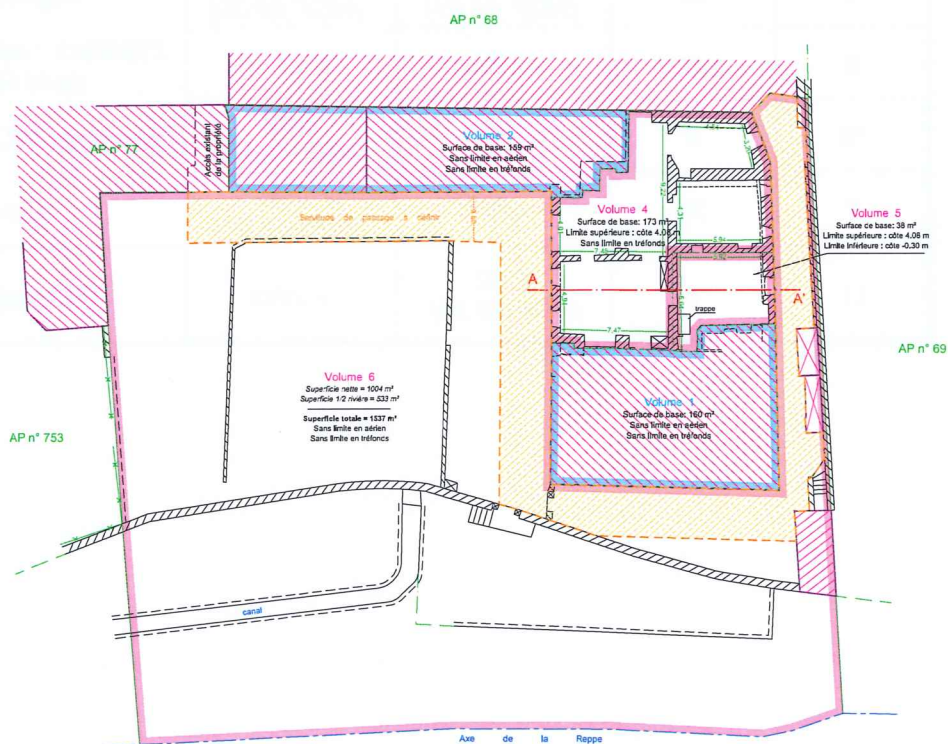 AP n° 68
AP n° 77
Accès existant
de la propriété
Volume 2
Surface de base: 159 m²
Sans limite en aérien
Sans limite en tréfonds
Servitude de passage à définir
Volume 4
Surface de base: 173 m²
Limite supérieure : côte 4.08 m
Sans limite en tréfonds
Volume 5
Surface de base: 38 m²
Limite supérieure : côte 4.08 m
Limite inférieure : côte -0.30 m
7,47
5,94
A
A'
trappe
AP n° 69
Volume 6
Superficie nette = 1004 m²
Superficie 1/2 rivière = 533 m²
Superficie totale = 1537 m²
Sans limite en aérien
Sans limite en tréfonds
Volume 1
Surface de base: 160 m²
Sans limite en aérien
Sans limite en tréfonds
AP n° 753
canal
Axe de la Reppe